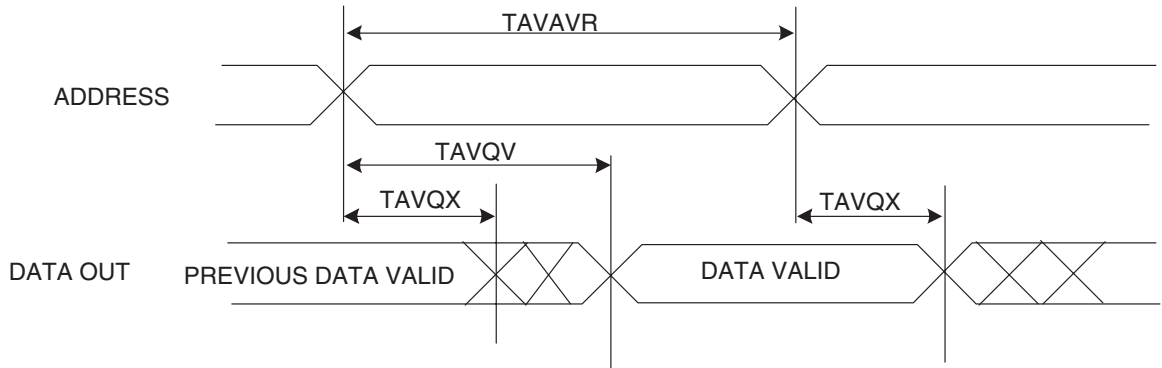 TAVAVR
ADDRESS
TAVQV
TAVQX
TAVQX
DATA OUT
PREVIOUS DATA VALID
DATA VALID